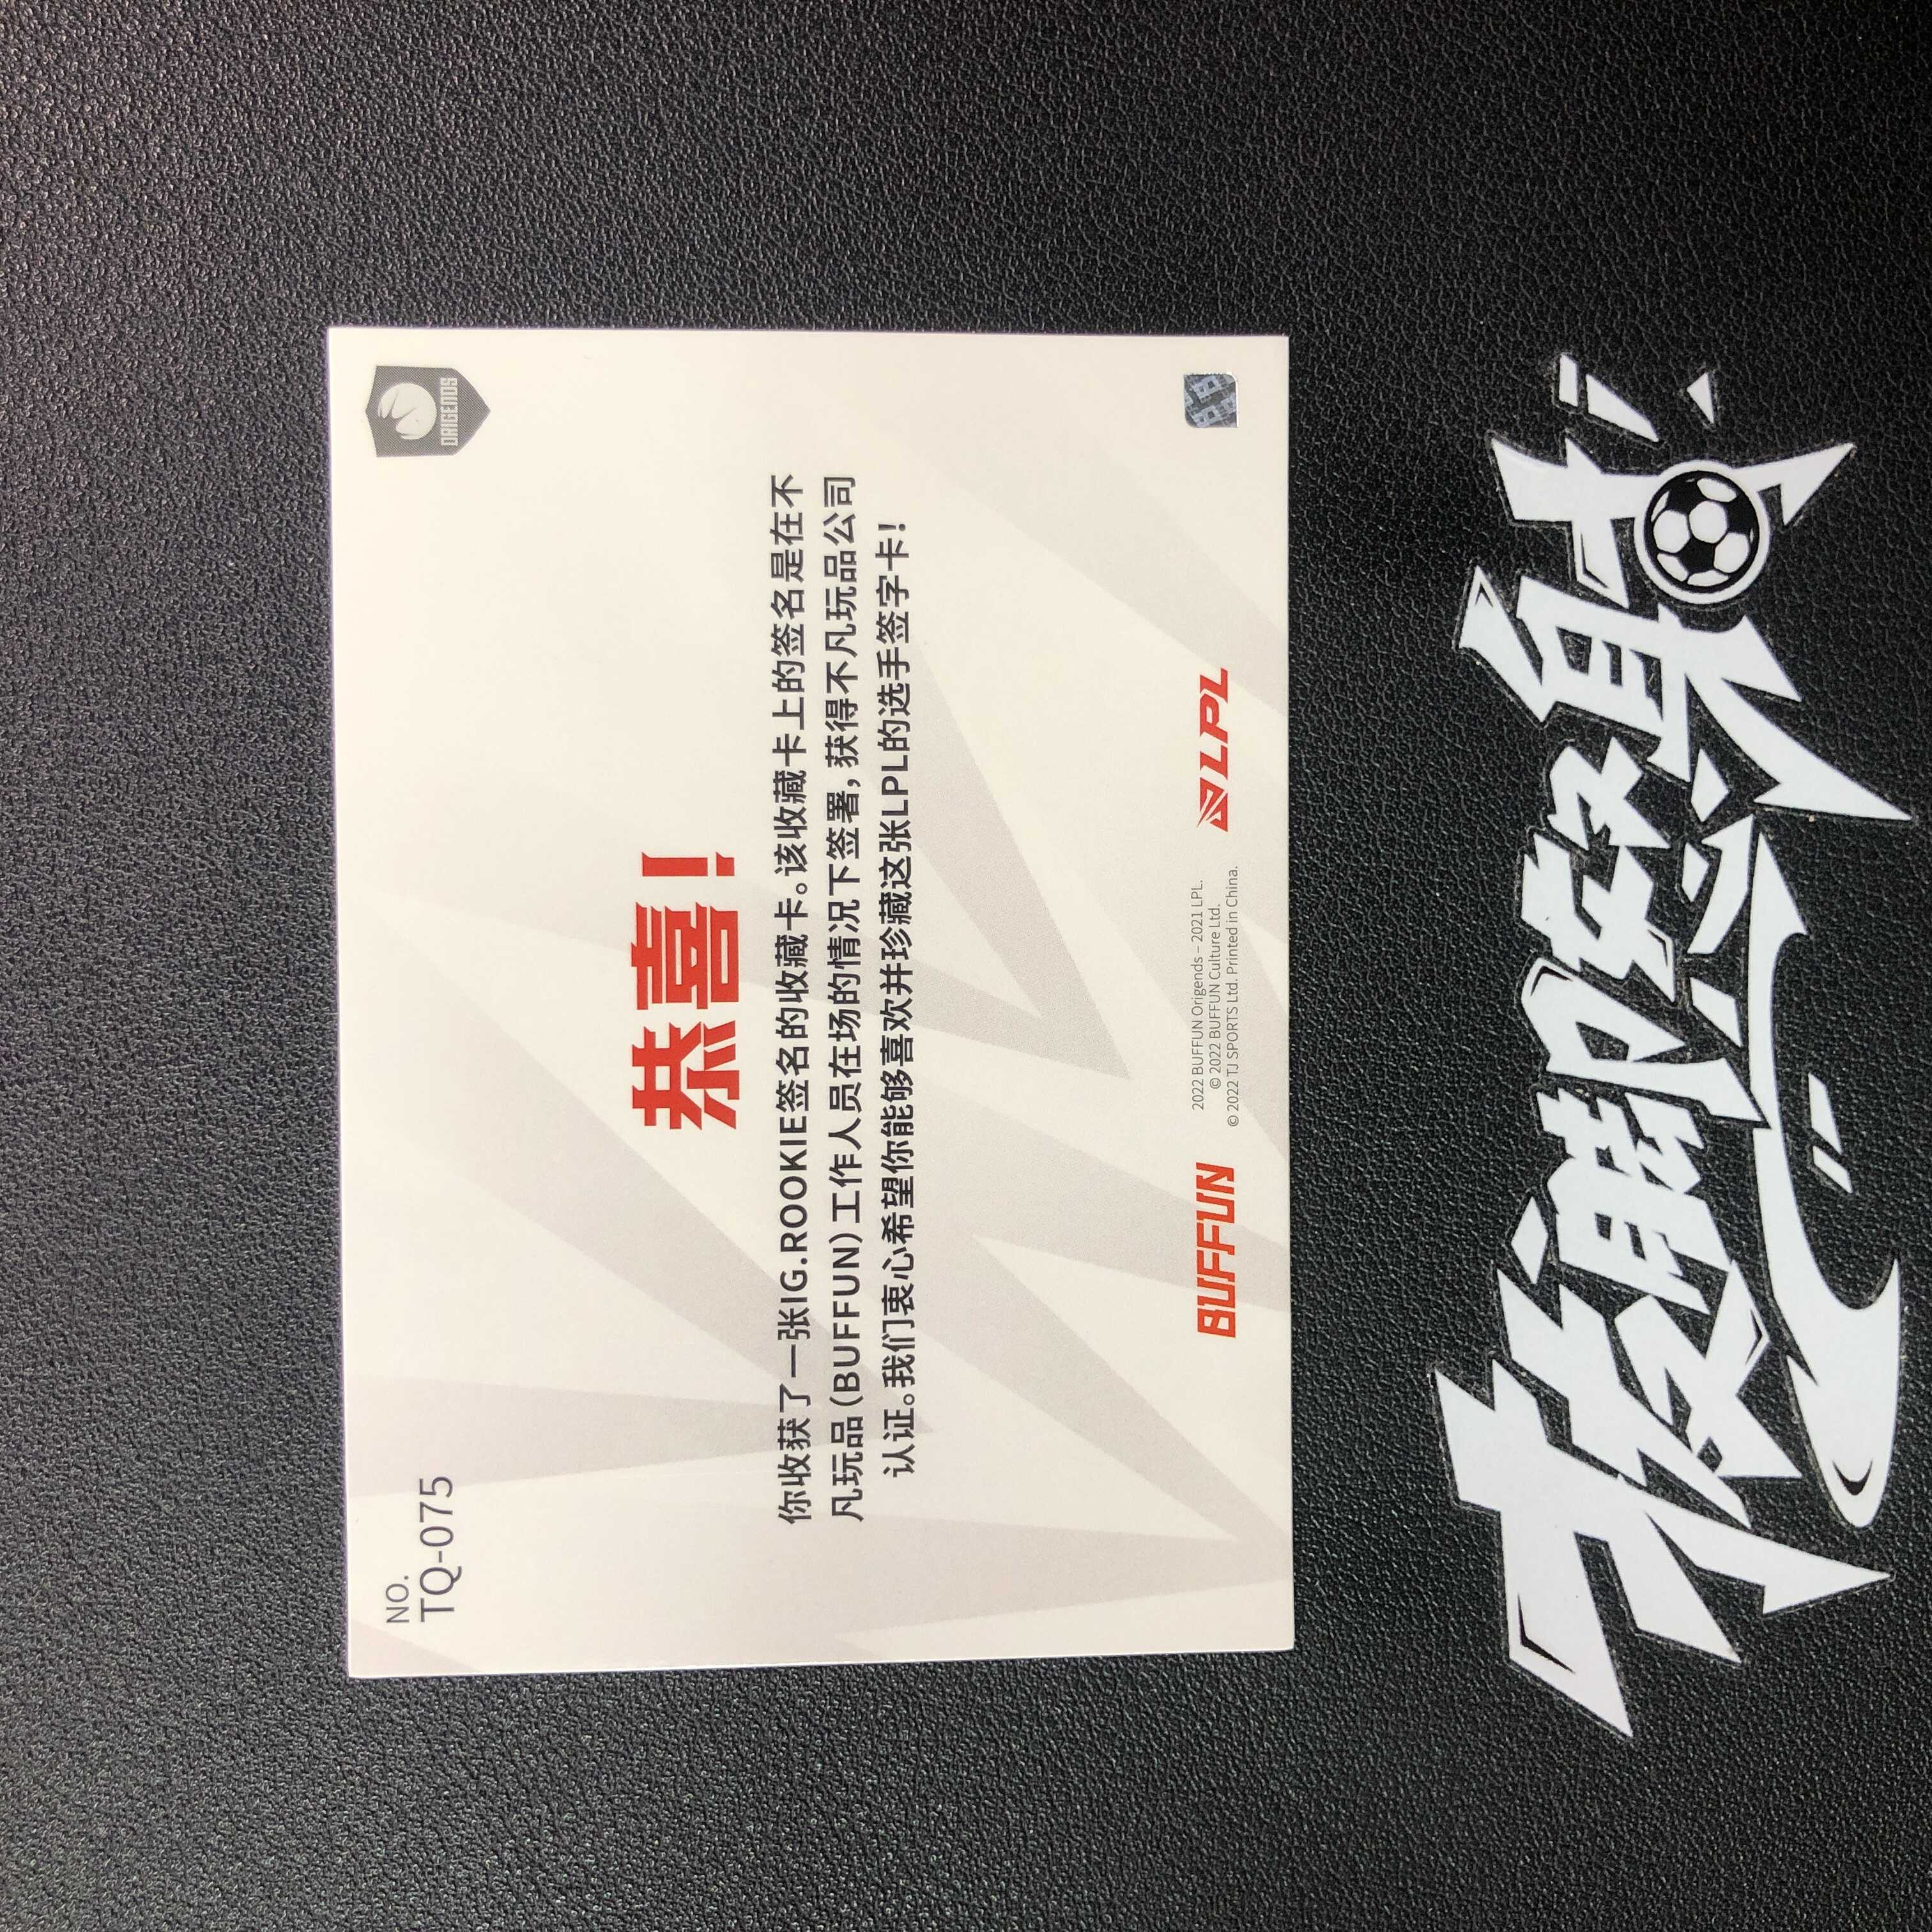 NO.
TQ-075
ORIGENDS
恭喜！
你收获了一张IG.ROOKIE签名的收藏卡。该收藏卡上的签名是在不
凡玩品（BUFFUN）工作人员在场的情况下签署，获得不凡玩品公司
认证。我们衷心希望你能够喜欢并珍藏这张LPL的选手签字卡！
BUFFUN
2022 BUFFUN Origends – 2021 LPL.
© 2022 BUFFUN Culture Ltd.
© 2022 TJ SPORTS Ltd. Printed in China.
LPL